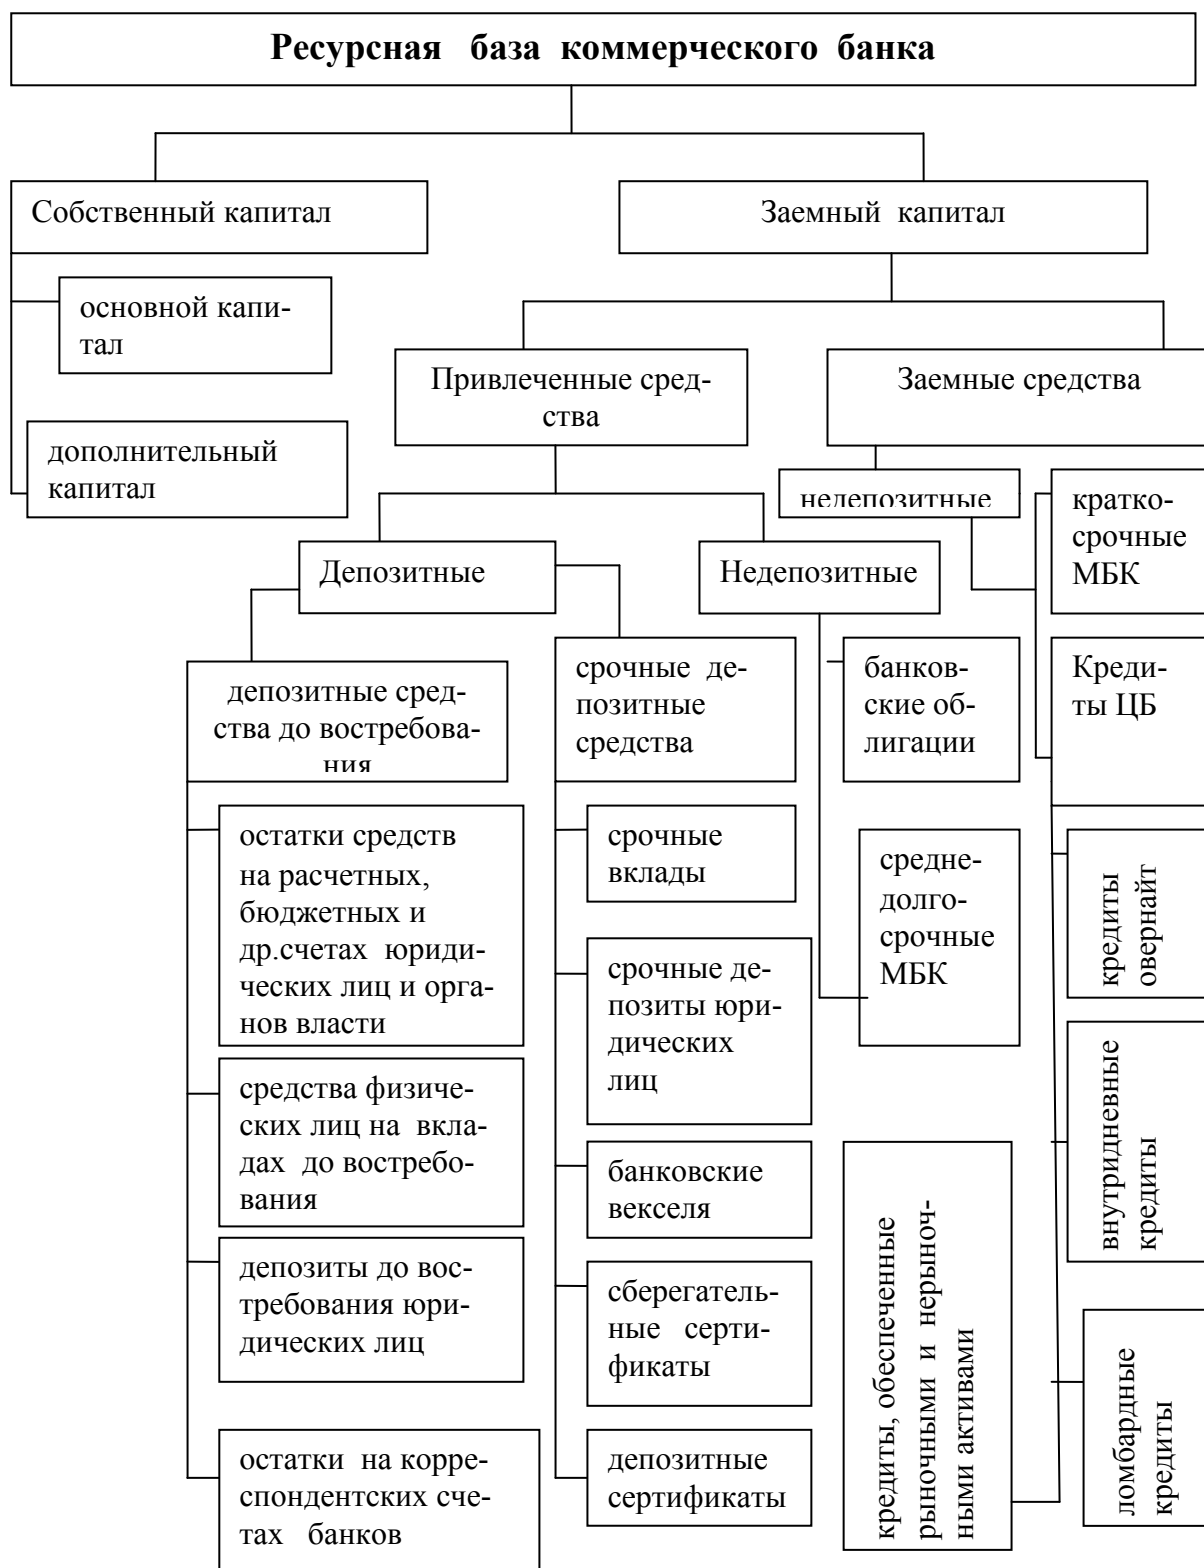 Ресурсная база коммерческого банка
Собственный капитал
Заемный капитал
основной капи-
тал
дополнительный
капитал
Привлеченные сред-
ства
Заемные средства
недепозитные
кратко-
срочные
МБК
Депозитные
Недепозитные
депозитные сред-
ства до востребова-
ния
срочные де-
позитные
средства
банков-
ские об-
лигации
Креди-
ты ЦБ
остатки средств
на расчетных,
бюджетных и
др.счетах юриди-
ческих лиц и орга-
нов власти
срочные
вклады
средне-
долго-
срочные
МБК
кредиты
овернайт
срочные де-
позиты юри-
дических
лиц
средства физиче-
ских лиц на вкла-
дах до востребо-
вания
внутридневные
кредиты
банковские
векселя
кредиты, обеспеченные
рыночными и нерыноч-
ными активами
депозиты до вос-
требования юри-
дических лиц
сберегатель-
ные серти-
фикаты
ломбардные
кредиты
остатки на корре-
спондентских сче-
тах банков
депозитные
сертификаты